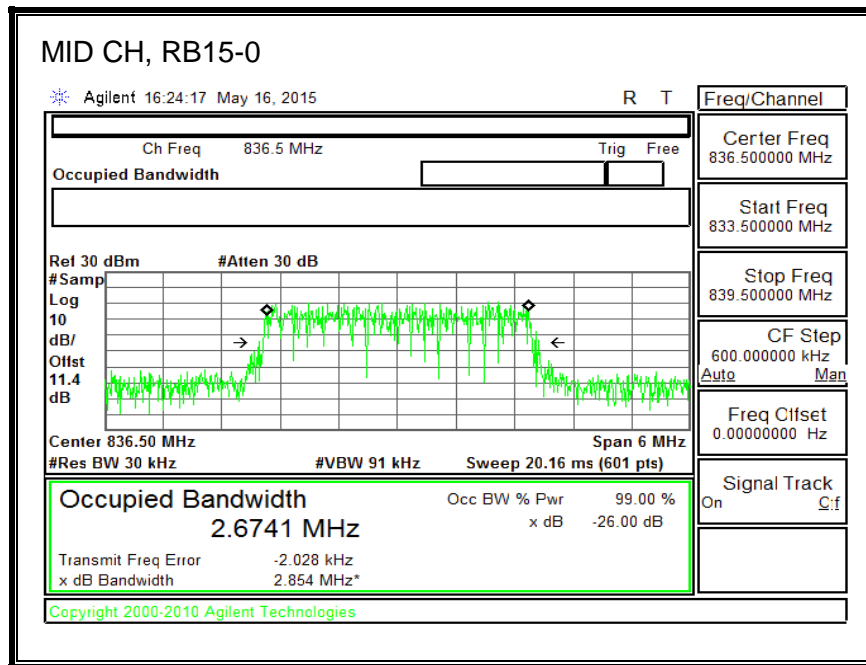 MID CH, RB15-0
Agilent 16:24:17 May 16, 2015 R T
Freq/Channel
Ch Freq 836.5 MHz Trig Free
Occupied Bandwidth
Center Freq
836.500000 MHz
Start Freq
833.500000 MHz
Stop Freq
839.500000 MHz
CF Step
600.000000 kHz
Auto Man
Freq Offset
0.00000000 Hz
Signal Track
On Off
Ref 30 dBm #Atten 30 dB
#Samp
Log
10
dB/
Offst
11.4
dB
Center 836.50 MHz Span 6 MHz
#Res BW 30 kHz #VBW 91 kHz Sweep 20.16 ms (601 pts)
Occupied Bandwidth
2.6741 MHz
Occ BW % Pwr 99.00 %
x dB -26.00 dB
Transmit Freq Error -2.028 kHz
x dB Bandwidth 2.854 MHz*
Copyright 2000-2010 Agilent Technologies